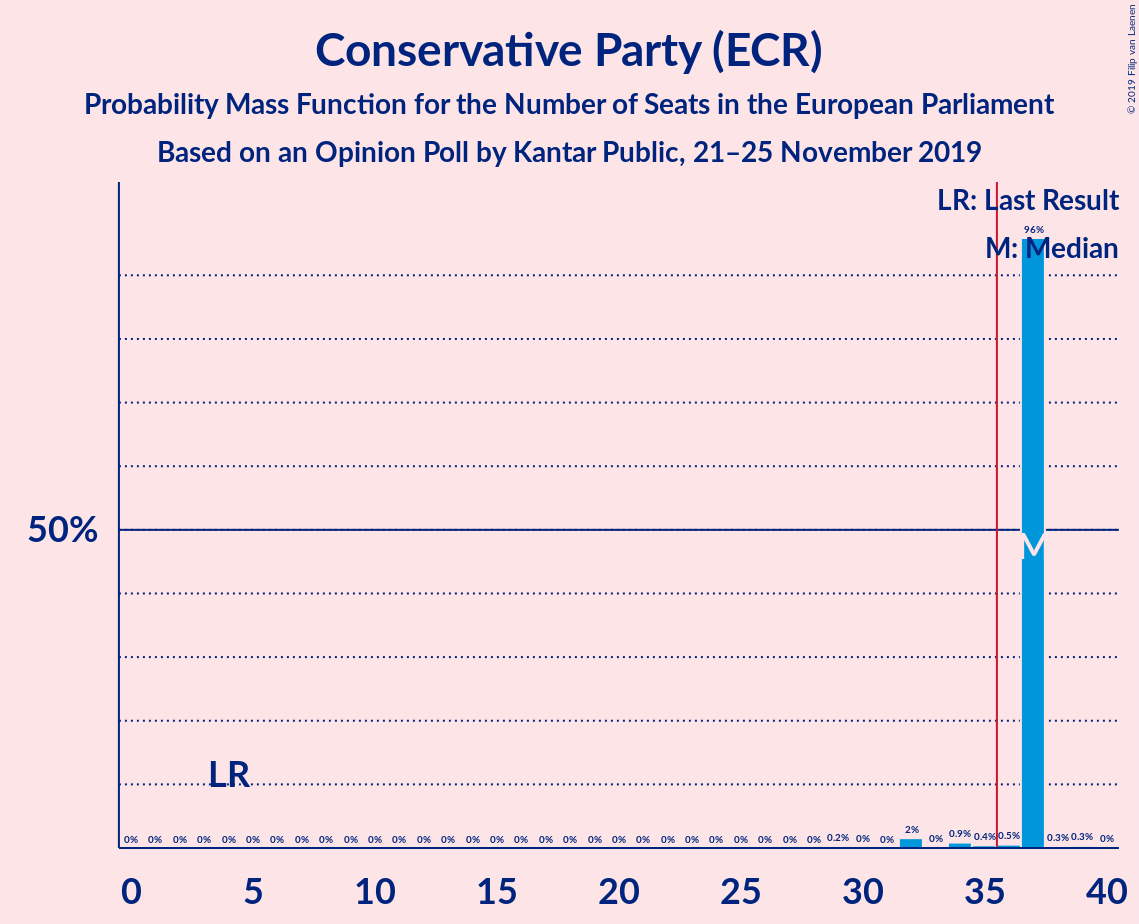 Conservative Party (ECR)
Probability Mass Function for the Number of Seats in the European Parliament
Based on an Opinion Poll by Kantar Public, 21–25 November 2019
© 2019 Filip van Laenen
LR: Last Result
96%
M: Median
50%
M
LR
0% 0% 0% 0% 0% 0% 0% 0% 0% 0% 0% 0% 0% 0% 0% 0% 0% 0% 0% 0% 0% 0% 0% 0% 0% 0% 0% 0% 0% 0.2% 0% 0% 2% 0% 0.9% 0.4% 0.5% 0.3% 0.3% 0%
0 5 10 15 20 25 30 35 40